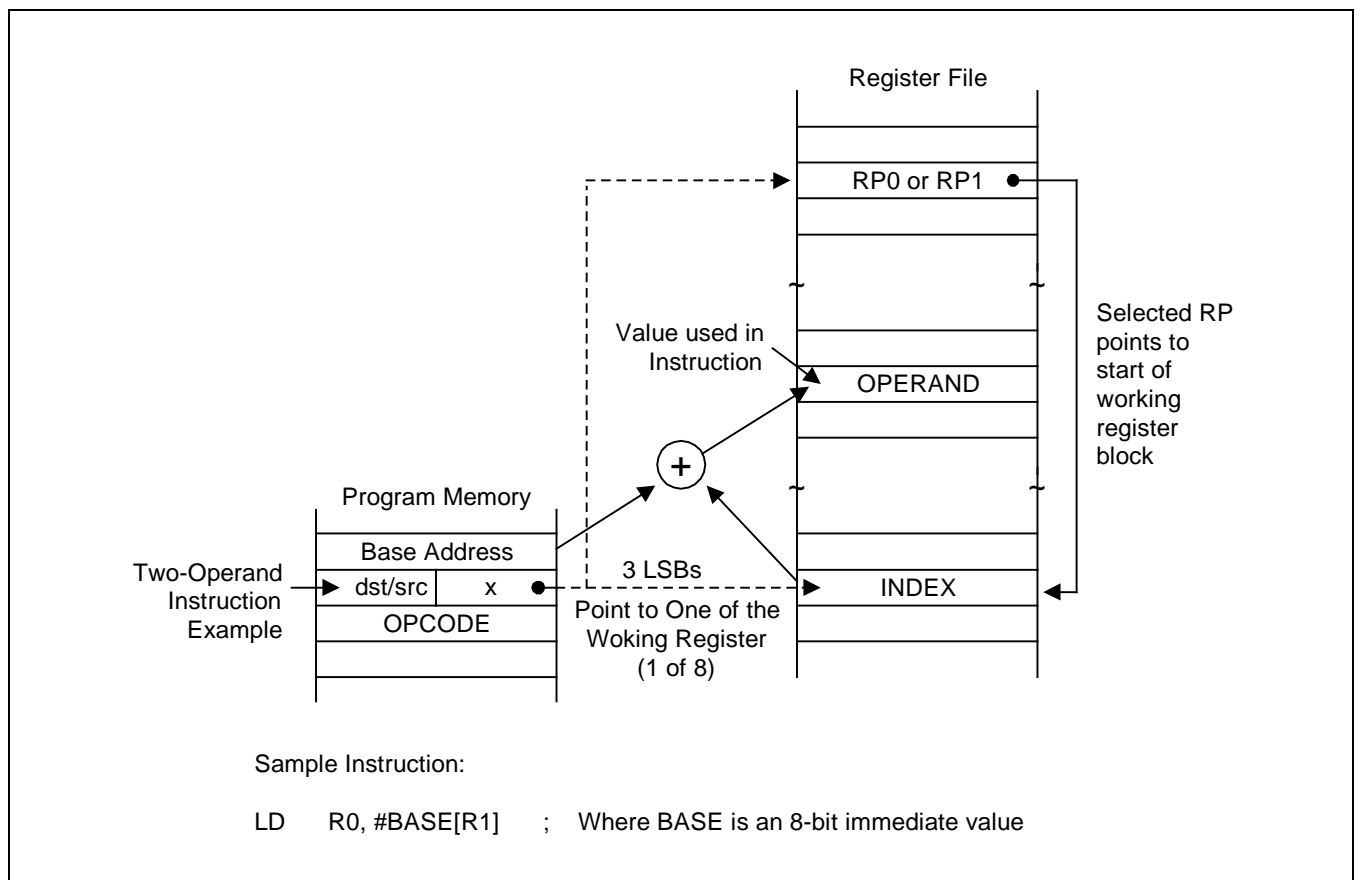 Register File
RP0 or RP1
Selected RP
points to
start of
working
register
block
~
~
Value used in
Instruction
OPERAND
+
~
~
Program Memory
Base Address
Two-Operand
Instruction
Example
dst/src
x
3 LSBs
INDEX
OPCODE
Point to One of the
Woking Register
(1 of 8)
Sample Instruction:
LD R0, #BASE[R1] ; Where BASE is an 8-bit immediate value